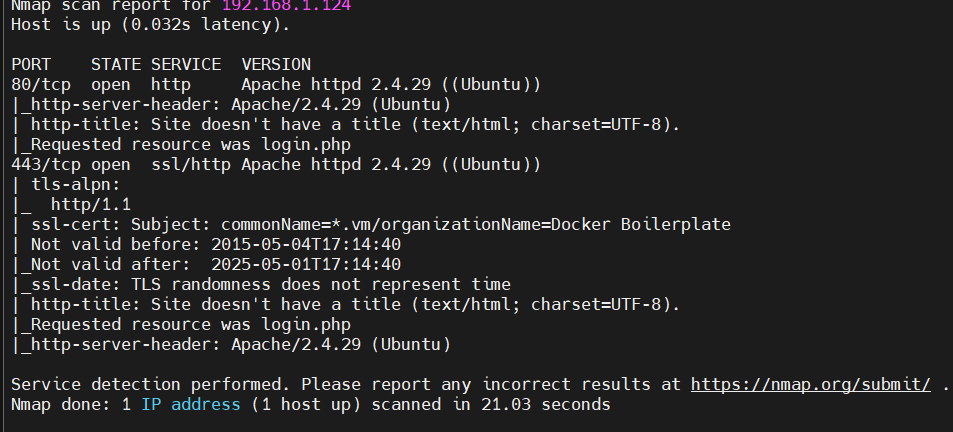 Nmap scan report for 192.168.1.124
Host is up (0.032s latency).
PORT    STATE SERVICE  VERSION
80/tcp  open  http     Apache httpd 2.4.29 ((Ubuntu))
|_http-server-header: Apache/2.4.29 (Ubuntu)
| http-title: Site doesn't have a title (text/html; charset=UTF-8).
|_Requested resource was login.php
443/tcp open  ssl/http Apache httpd 2.4.29 ((Ubuntu))
| tls-alpn:
|_  http/1.1
| ssl-cert: Subject: commonName=*.vm/organizationName=Docker Boilerplate
| Not valid before: 2015-05-04T17:14:40
|_Not valid after:  2025-05-01T17:14:40
|_ssl-date: TLS randomness does not represent time
| http-title: Site doesn't have a title (text/html; charset=UTF-8).
|_Requested resource was login.php
|_http-server-header: Apache/2.4.29 (Ubuntu)
Service detection performed. Please report any incorrect results at https://nmap.org/submit/ .
Nmap done: 1 IP address (1 host up) scanned in 21.03 seconds